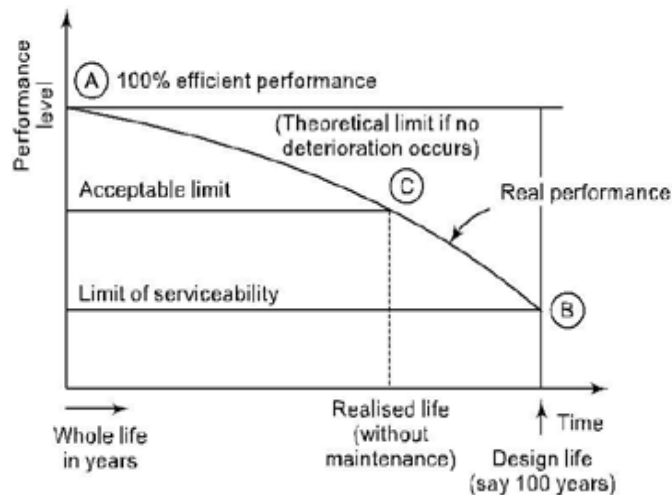 Performance
level
A 100% efficient performance
(Theoretical limit if no
deterioration occurs)
C
Acceptable limit
Real performance
Limit of serviceability
B
Whole life
in years
Realised life
(without
maintenance)
Time
Design life
(say 100 years)